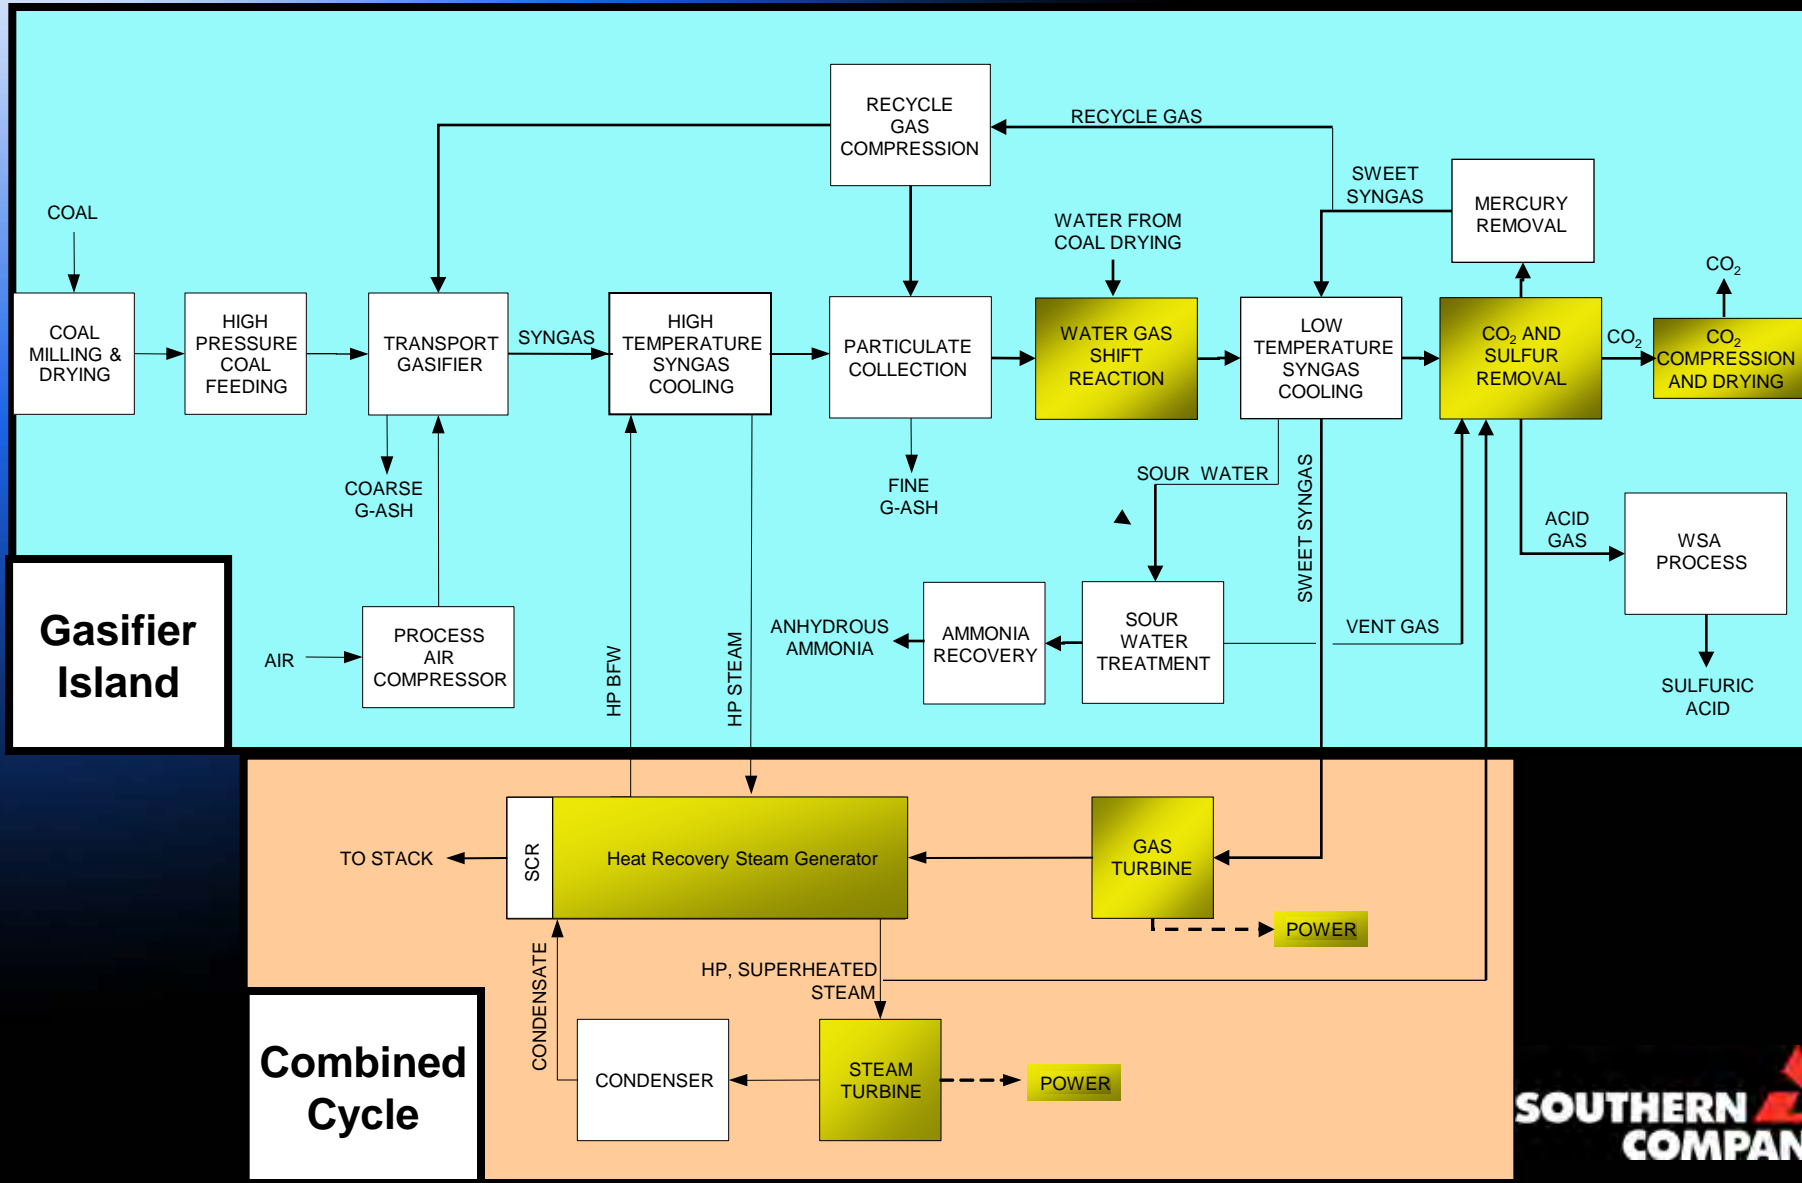 RECYCLE
GAS
COMPRESSION
RECYCLE GAS
SWEET
SYNGAS
MERCURY
REMOVAL
COAL
WATER FROM
COAL DRYING
CO2
COAL
MILLING &
DRYING
HIGH
PRESSURE
COAL
FEEDING
TRANSPORT
GASIFIER
SYNGAS
HIGH
TEMPERATURE
SYNGAS
COOLING
PARTICULATE
COLLECTION
WATER GAS
SHIFT
REACTION
LOW
TEMPERATURE
SYNGAS
COOLING
CO2 AND
SULFUR
REMOVAL
CO2
CO2
COMPRESSION
AND DRYING
COARSE
G-ASH
FINE
G-ASH
SOUR WATER
SWEET SYNGAS
ACID
GAS
WSA
PROCESS
Gasifier
Island
AIR
PROCESS
AIR
COMPRESSOR
HP BFW
HP STEAM
ANHYDROUS
AMMONIA
AMMONIA
RECOVERY
SOUR
WATER
TREATMENT
VENT GAS
SULFURIC
ACID
TO STACK
SCR
Heat Recovery Steam Generator
GAS
TURBINE
POWER
CONDENSATE
HP, SUPERHEATED
STEAM
Combined
Cycle
CONDENSER
STEAM
TURBINE
POWER
SOUTHERN
COMPAN